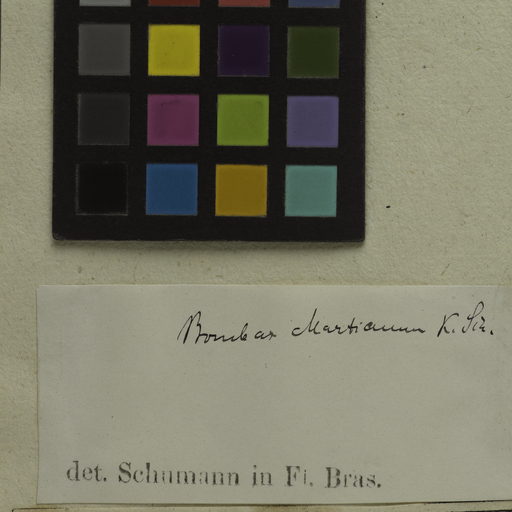 Bombax Martianum K. Sch.
det. Schumann in Fl. Bras.